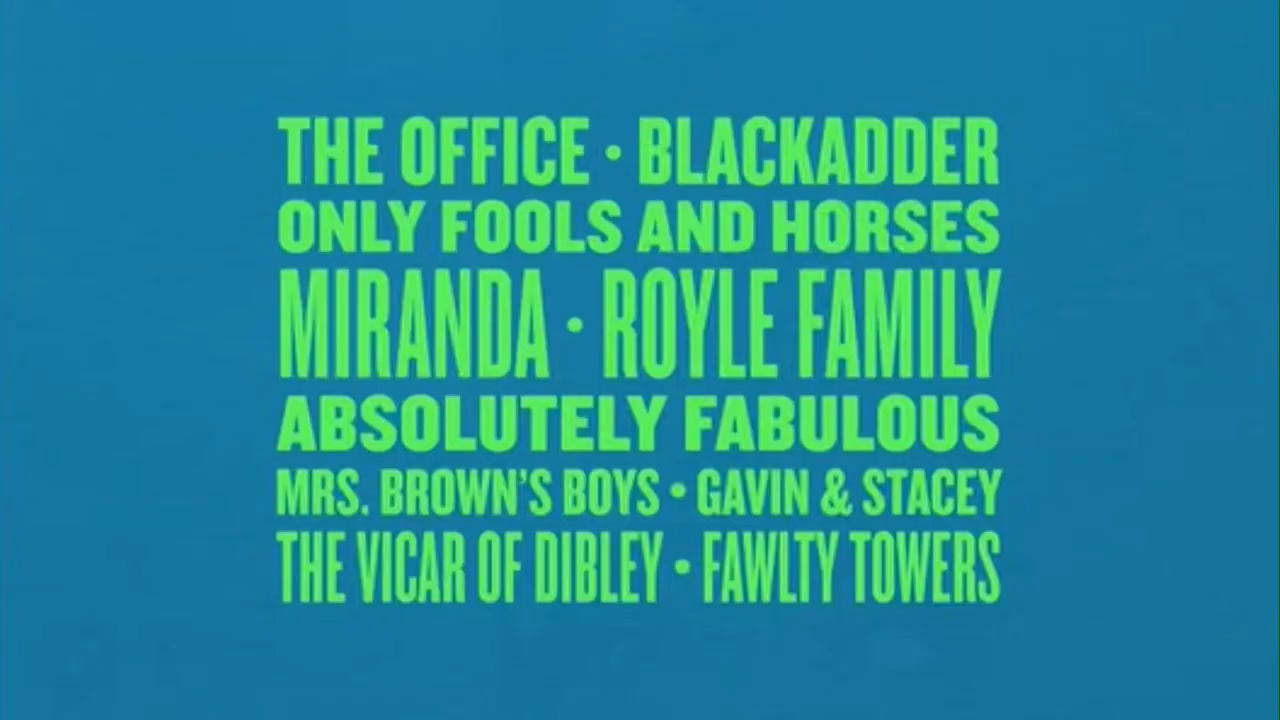 THE OFFICE • BLACKADDER
ONLY FOOLS AND HORSES
MIRANDA • ROYLE FAMILY
ABSOLUTELY FABULOUS
MRS. BROWN'S BOYS • GAVIN & STACEY
THE VICAR OF DIBLEY • FAWLTY TOWERS